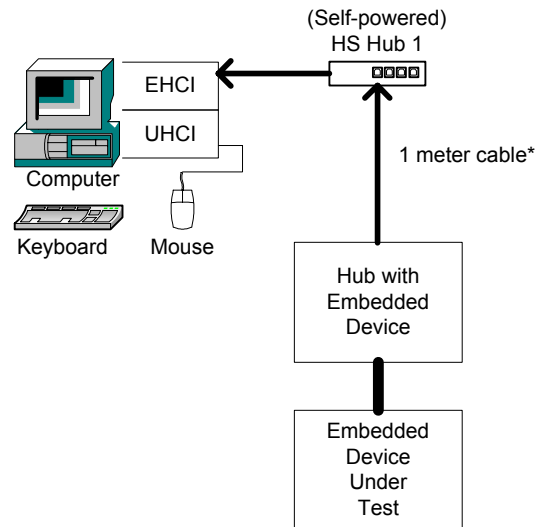 (Self-powered)
HS Hub 1
EHCI
UHCI
Computer
1 meter cable*
Keyboard
Mouse
Hub with
Embedded
Device
Embedded
Device
Under
Test